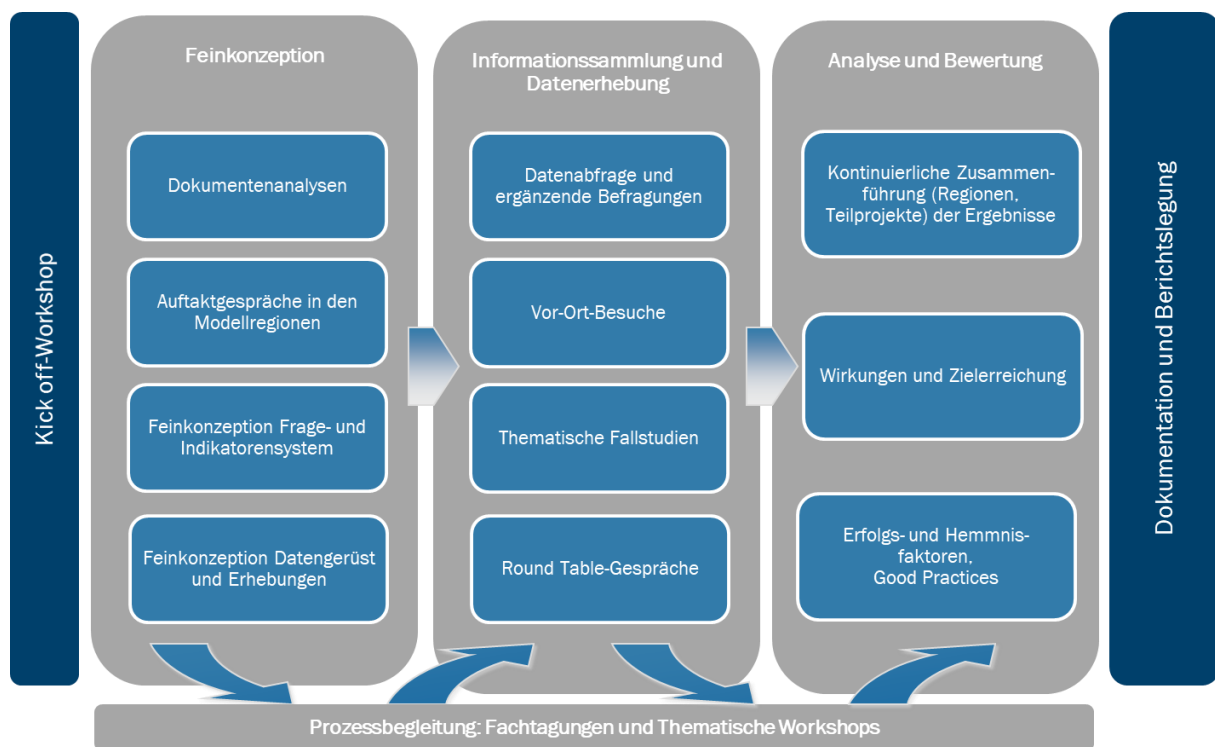 Kick off-Workshop
Feinkonzeption
Dokumentenanalysen
Auftaktgespräche in den
Modellregionen
Feinkonzeption Frage- und
Indikatorensystem
Feinkonzeption Datengerüst
und Erhebungen
Informationssammlung und
Datenerhebung
Datenabfrage und
ergänzende Befragungen
Vor-Ort-Besuche
Thematische Fallstudien
Round Table-Gespräche
Analyse und Bewertung
Kontinuierliche Zusammen-
führung (Regionen,
Teilprojekte) der Ergebnisse
Wirkungen und Zielerreichung
Erfolgs- und Hemmnis-
faktoren,
Good Practices
Dokumentation und Berichtslegung
Prozessbegleitung: Fachtagungen und Thematische Workshops